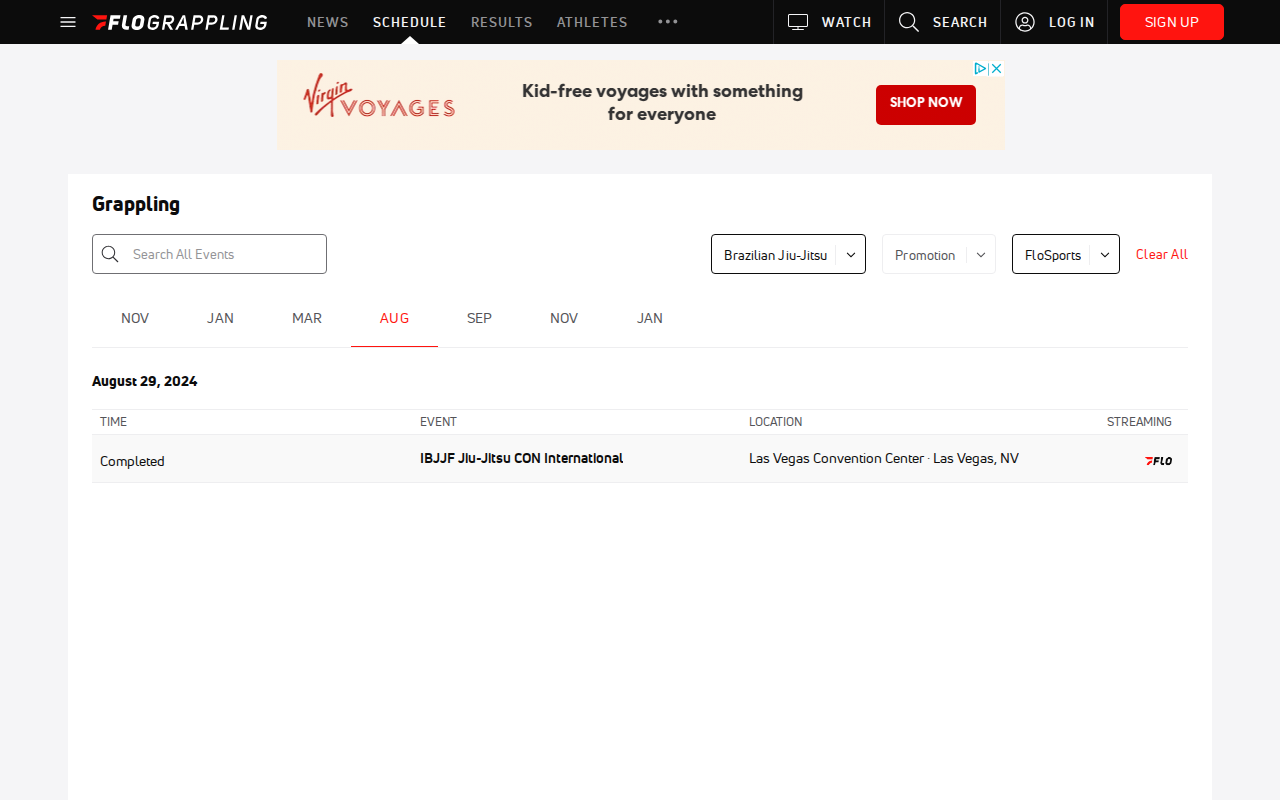 FLOGRAPPLING NEWS SCHEDULE RESULTS ATHLETES WATCH SEARCH LOG IN SIGN UP
Virgin VOYAGES
Kid-free voyages with something
for everyone
SHOP NOW
Grappling
Search All Events Brazilian Jiu-Jitsu Promotion FloSports Clear All
NOV JAN MAR AUG SEP NOV JAN
August 29, 2024
TIME EVENT LOCATION STREAMING
Completed IBJJF Jiu-Jitsu CON International Las Vegas Convention Center · Las Vegas, NV FLO